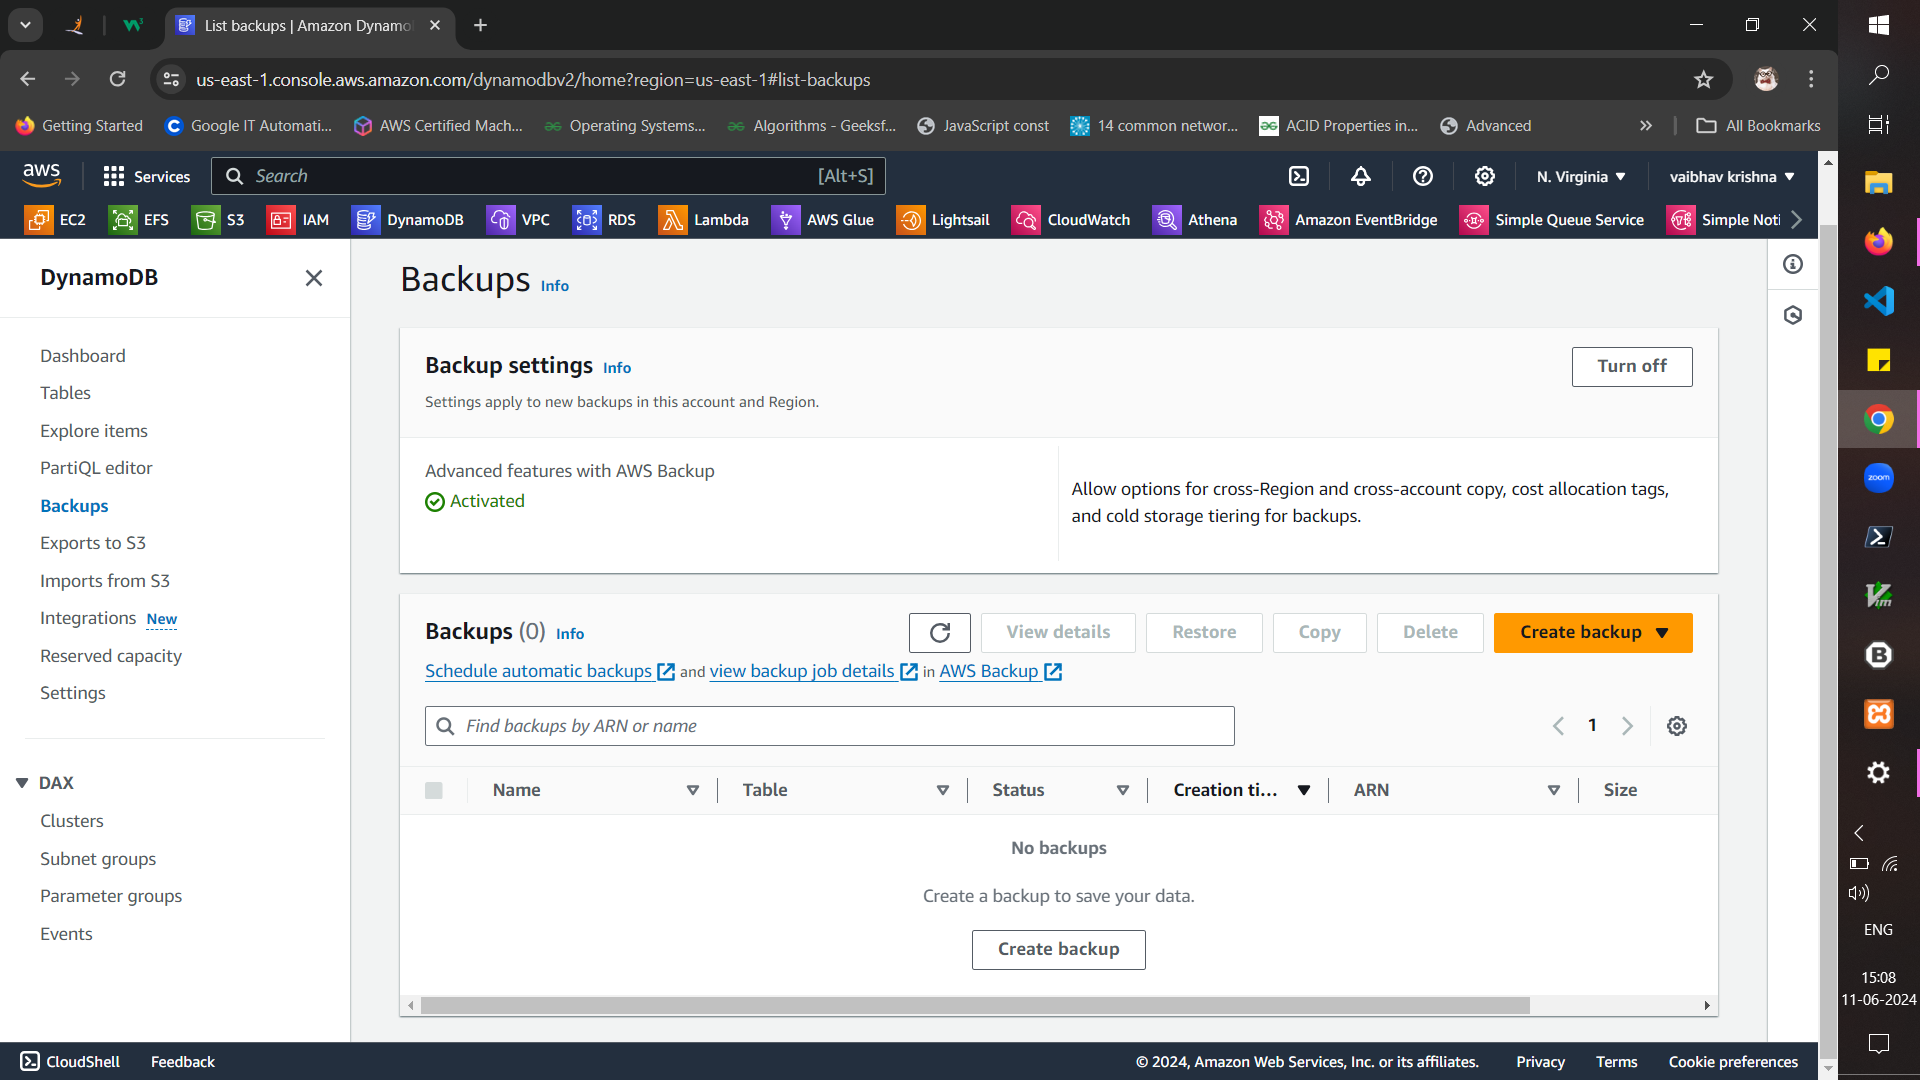 List backups | Amazon Dynamo
us-east-1.console.aws.amazon.com/dynamodbv2/home?region=us-east-1#list-backups
Getting Started
Google IT Automati...
AWS Certified Mach...
Operating Systems...
Algorithms - Geeksf...
JavaScript const
14 common networ...
ACID Properties in...
Advanced
All Bookmarks
aws
Services
Search
[Alt+S]
N. Virginia
vaibhav krishna
EC2
EFS
S3
IAM
DynamoDB
VPC
RDS
Lambda
AWS Glue
Lightsail
CloudWatch
Athena
Amazon EventBridge
Simple Queue Service
Simple Noti
DynamoDB
Dashboard
Tables
Explore items
PartiQL editor
Backups
Exports to S3
Imports from S3
Integrations New
Reserved capacity
Settings
DAX
Clusters
Subnet groups
Parameter groups
Events
Backups Info
Backup settings Info
Turn off
Settings apply to new backups in this account and Region.
Advanced features with AWS Backup
Activated
Allow options for cross-Region and cross-account copy, cost allocation tags,
and cold storage tiering for backups.
Backups (0) Info
View details
Restore
Copy
Delete
Create backup
Schedule automatic backups and view backup job details in AWS Backup
Find backups by ARN or name
1
Name
Table
Status
Creation ti...
ARN
Size
No backups
Create a backup to save your data.
Create backup
CloudShell
Feedback
© 2024, Amazon Web Services, Inc. or its affiliates.
Privacy
Terms
Cookie preferences
zoom
Vim
B
ENG
15:08
11-06-2024